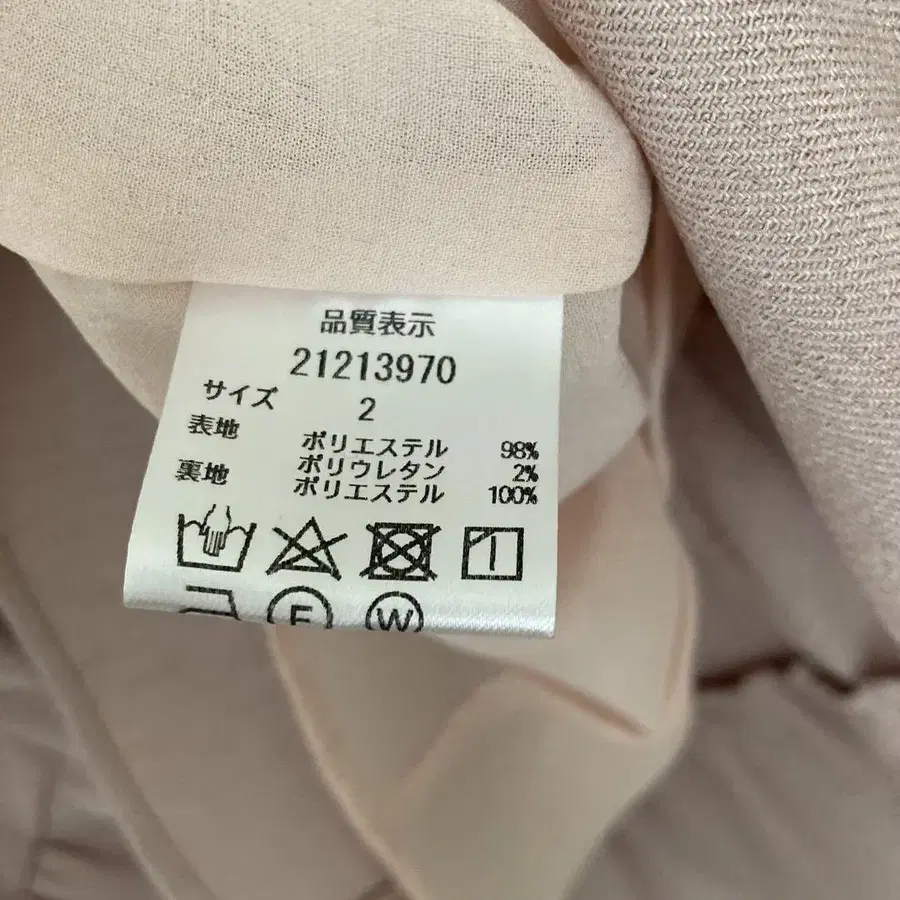 品質表示
21213970
サイズ 2
表地 ポリエステル 98%
ポリウレタン 2%
裏地 ポリエステル 100%
F W